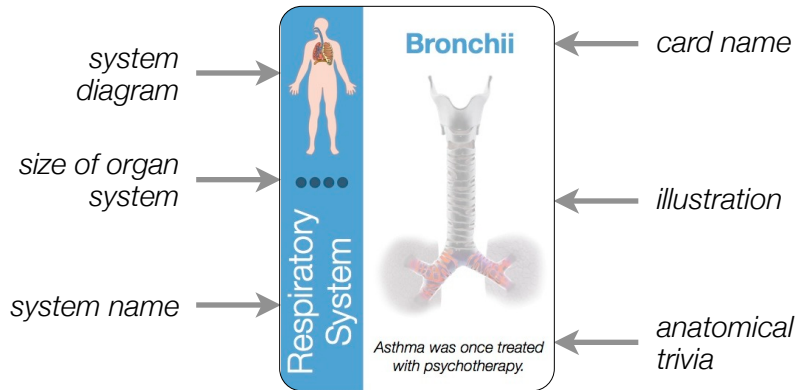 system
diagram
size of organ
system
system name
Respiratory
System
Bronchii
Asthma was once treated
with psychotherapy.
card name
illustration
anatomical
trivia